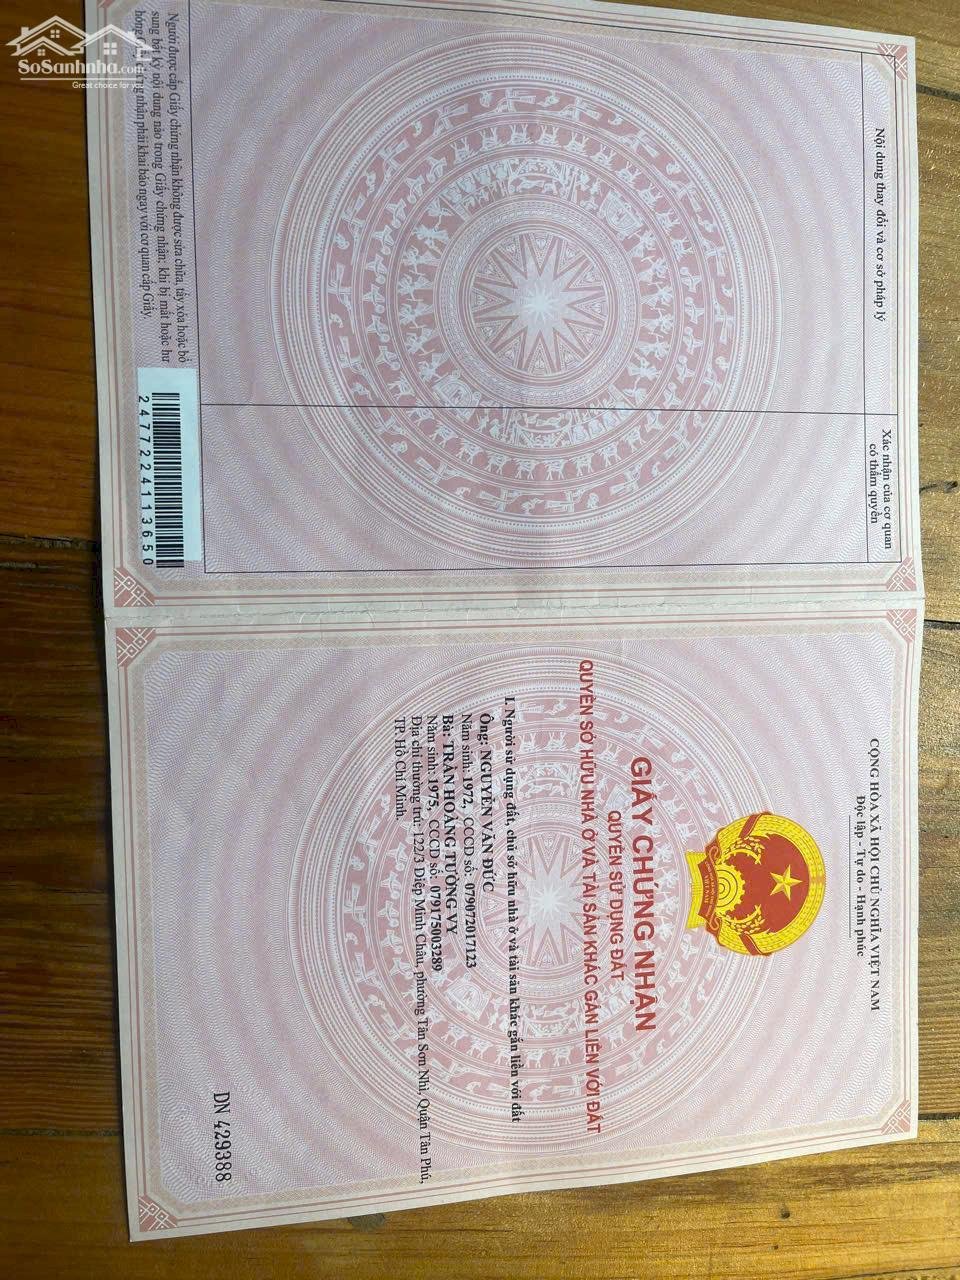 SoSanhnha.com
Great choice for you
Nội dung thay đổi và cơ sở pháp lý
Xác nhận của cơ quan
có thẩm quyền
Người được cấp Giấy chứng nhận không được sửa chữa, tẩy xóa hoặc bổ
sung bất kỳ nội dung nào trong Giấy chứng nhận; khi bị mất hoặc hư
hỏng Giấy chứng nhận phải khai báo ngay với cơ quan cấp Giấy.
2477224113650
CỘNG HÒA XÃ HỘI CHỦ NGHĨA VIỆT NAM
Độc lập - Tự do - Hạnh phúc
GIẤY CHỨNG NHẬN
QUYỀN SỬ DỤNG ĐẤT
QUYỀN SỞ HỮU NHÀ Ở VÀ TÀI SẢN KHÁC GẮN LIỀN VỚI ĐẤT
I. Người sử dụng đất, chủ sở hữu nhà ở và tài sản khác gắn liền với đất
Ông: NGUYỄN VĂN ĐỨC
Năm sinh: 1972, CCCD số: 079072017123
Bà: TRẦN HOÀNG TƯỜNG VY
Năm sinh: 1975, CCCD số: 079175003289
Địa chỉ thường trú: 122/3 Diệp Minh Châu, phường Tân Sơn Nhì, Quận Tân Phú,
TP. Hồ Chí Minh.
DN 429388